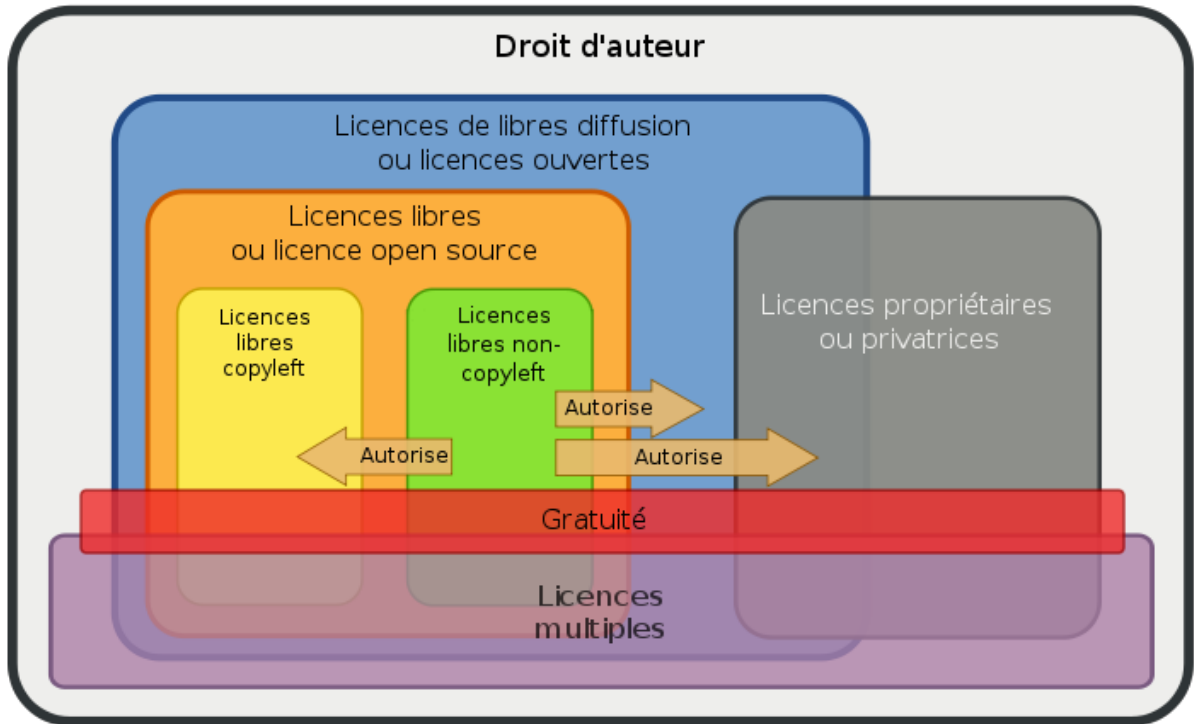 Droit d'auteur
Licences de libres diffusion
ou licences ouvertes
Licences libres
ou licence open source
Licences
libres
copyleft
Licences
libres non-
copyleft
Licences propriétaires
ou privatrices
Autorise
Autorise
Autorise
Gratuité
Licences
multiples